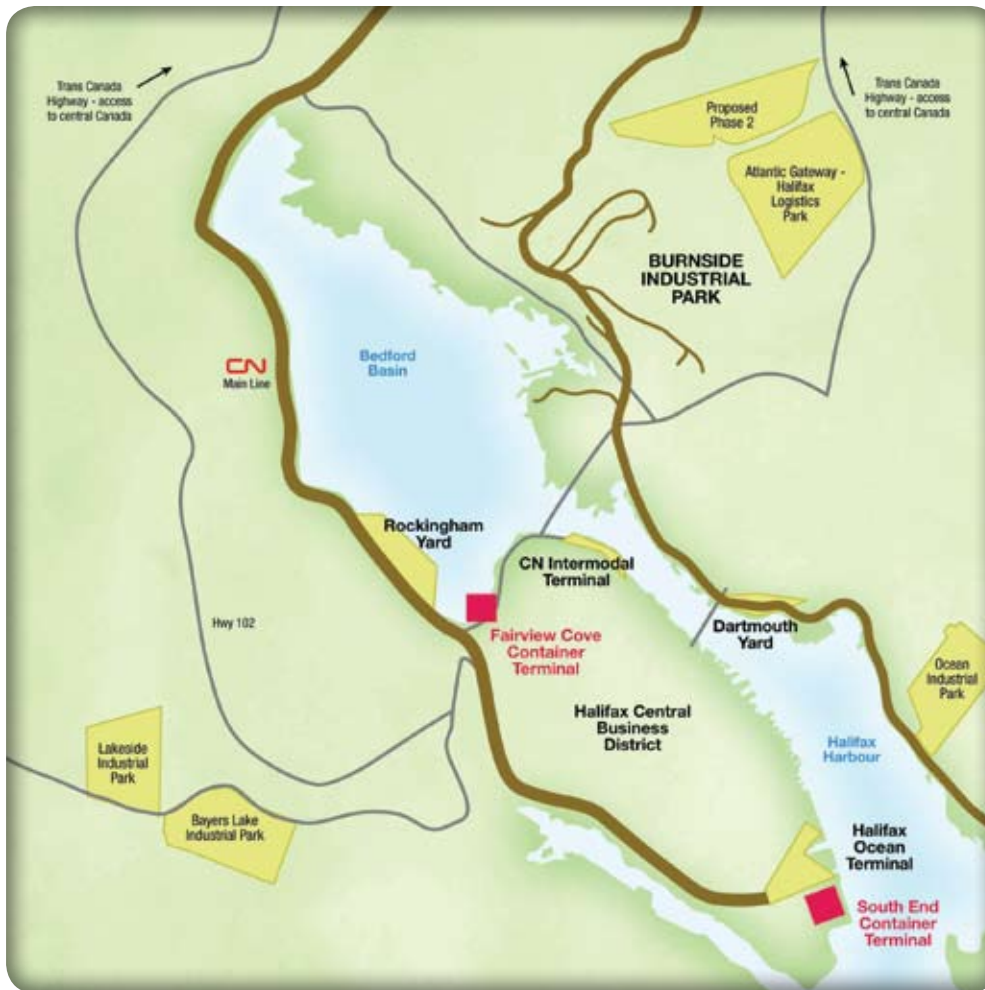 Trans Canada
Highway - access
to central Canada
Trans Canada
Highway - access
to central Canada
Proposed
Phase 2
Atlantic Gateway -
Halifax
Logistics
Park
BURNSIDE
INDUSTRIAL
PARK
CN
Main Line
Bedford
Basin
Rockingham
Yard
CN Intermodal
Terminal
Hwy 102
Fairview Cove
Container
Terminal
Dartmouth
Yard
Ocean
Industrial
Park
Halifax Central
Business
District
Halifax
Harbour
Lakeside
Industrial
Park
Bayers Lake
Industrial Park
Halifax
Ocean
Terminal
South End
Container
Terminal